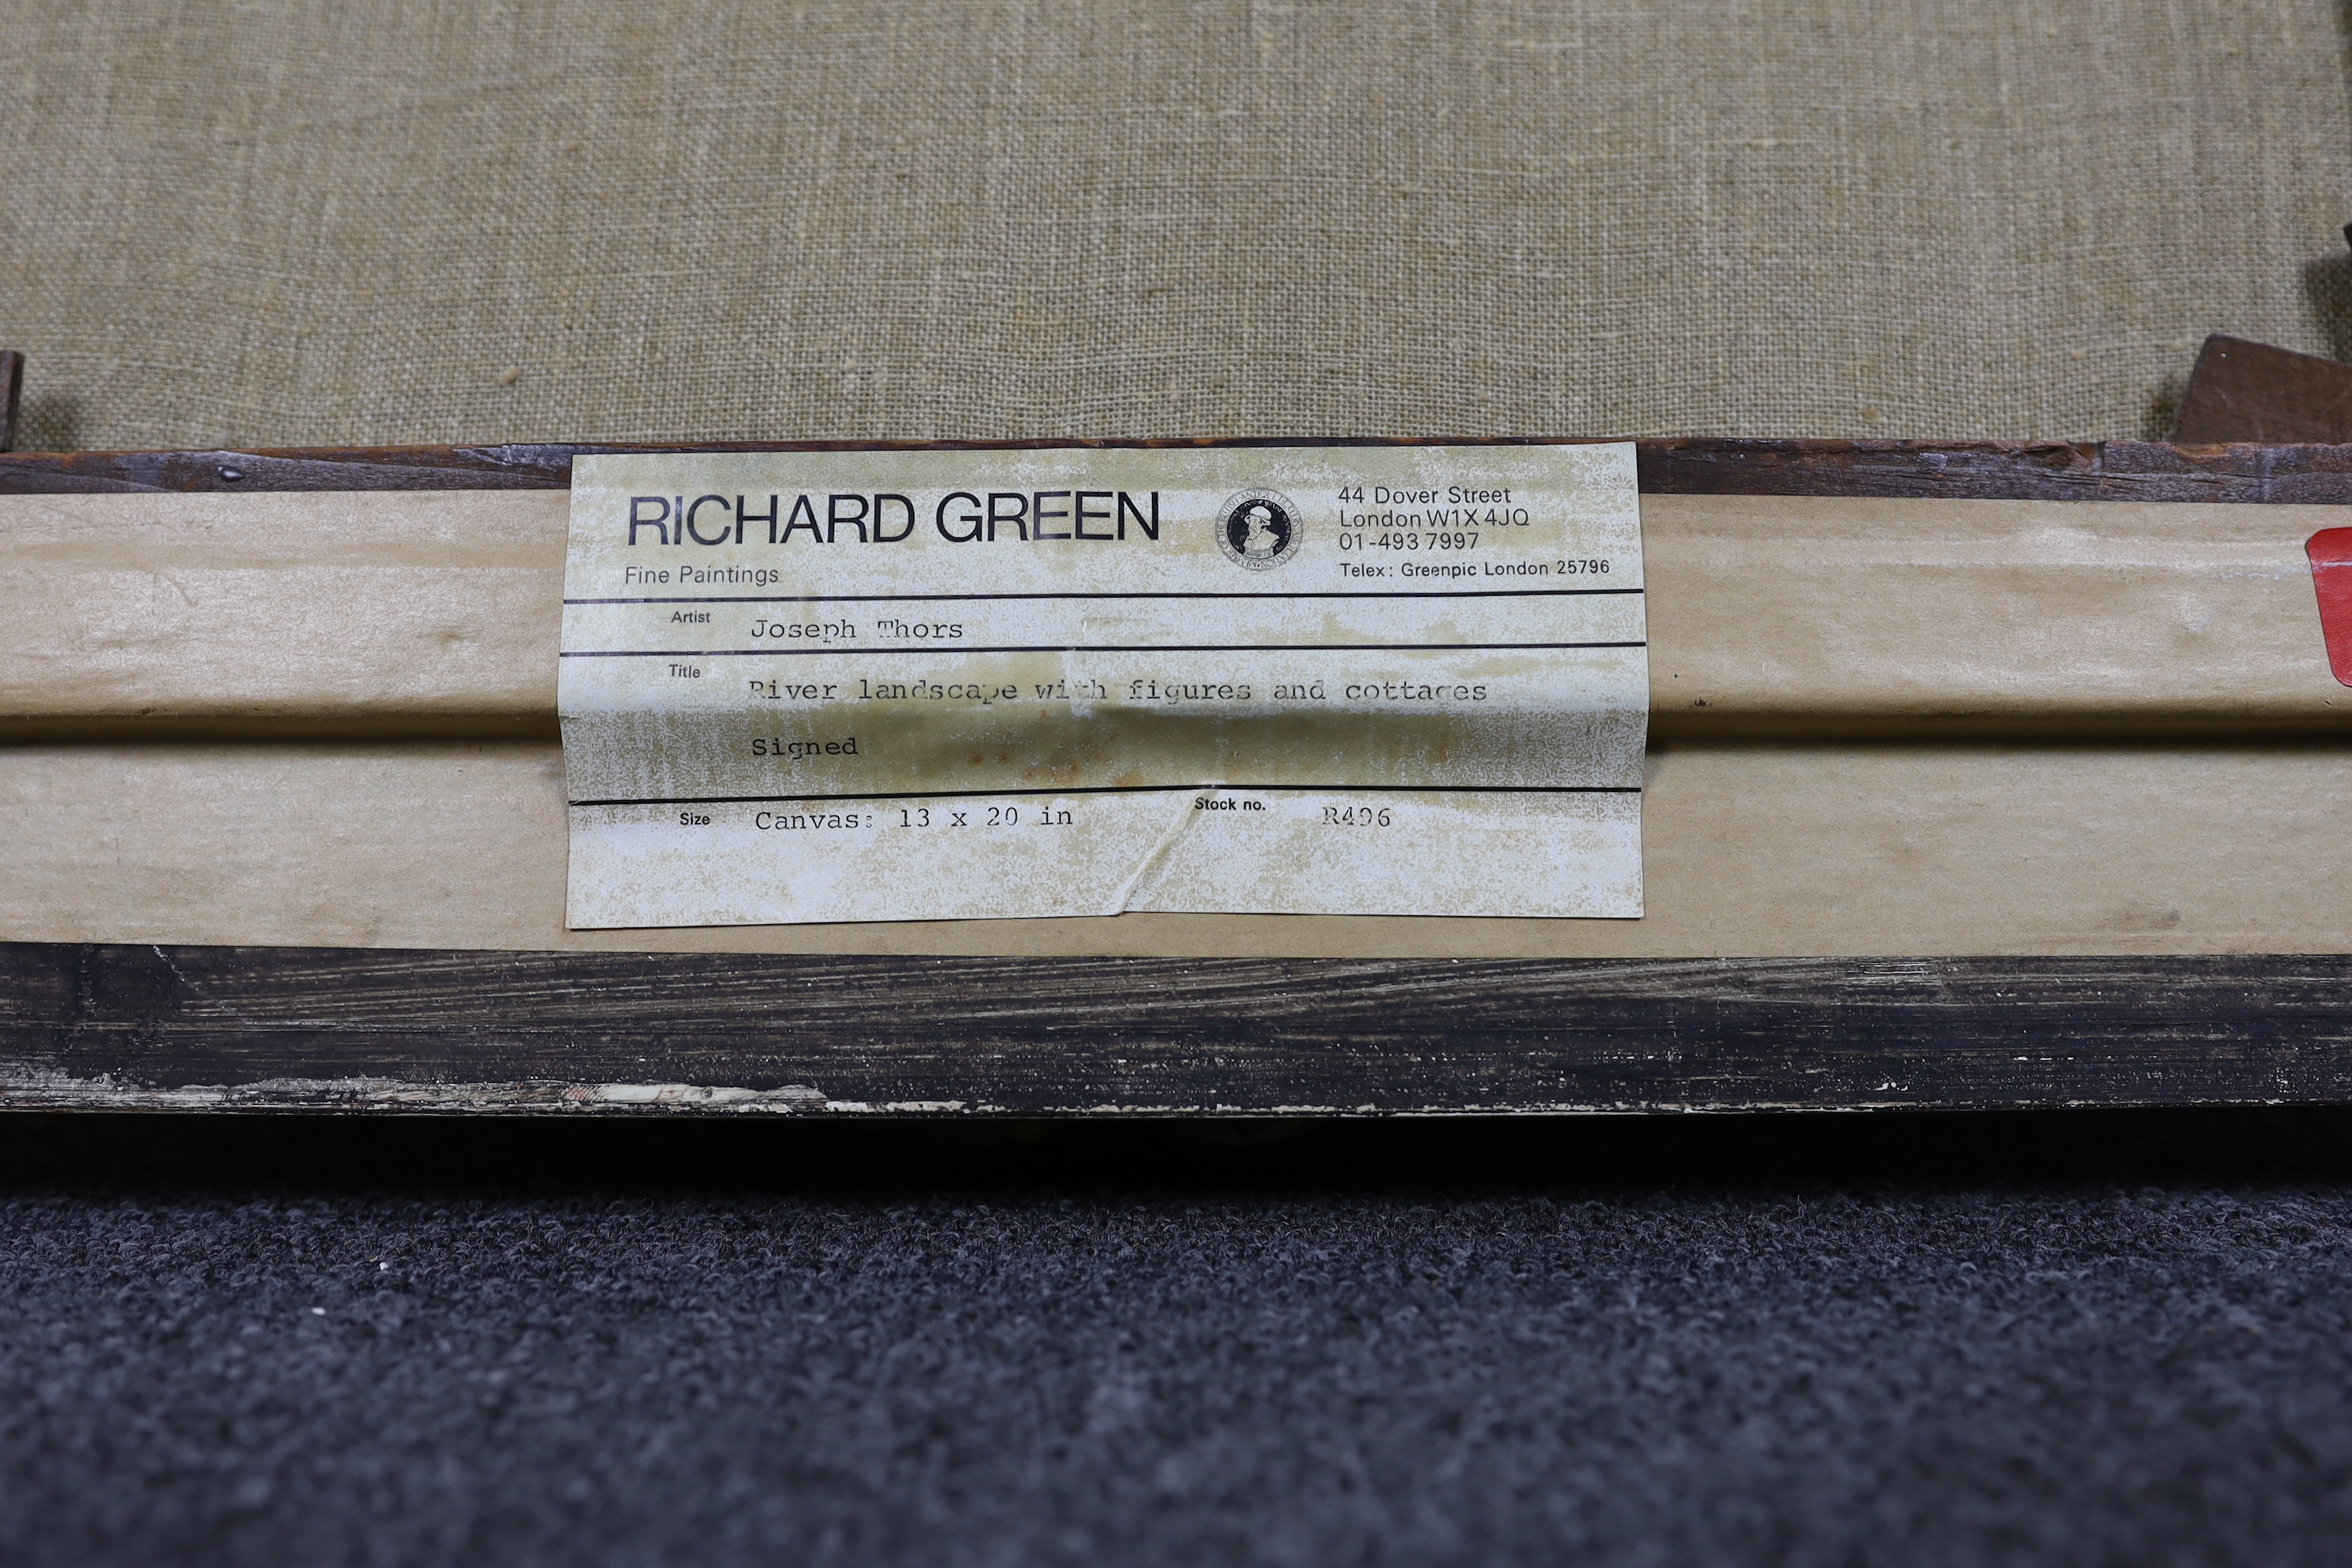 RICHARD GREEN
Fine Paintings
44 Dover Street
London W1X 4JQ
01-493 7997
Telex: Greenpic London 25796
Artist Joseph Thors
Title River landscape with figures and cottages
Signed
Size Canvas: 13 x 20 in Stock no.